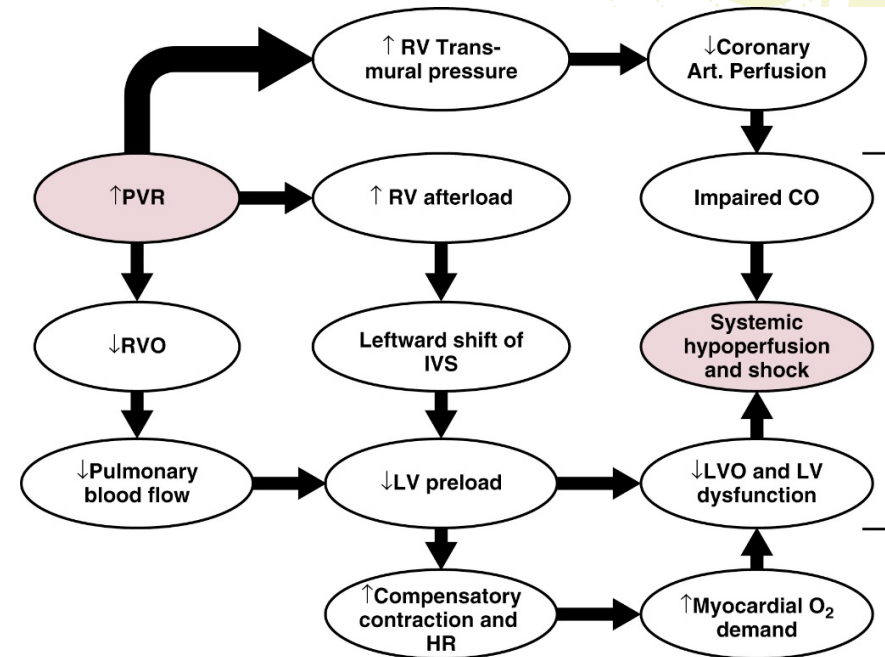 ↑ RV Trans-
mural pressure
↓Coronary
Art. Perfusion
↑PVR
↑ RV afterload
Impaired CO
↓RVO
Leftward shift of
IVS
Systemic
hypoperfusion
and shock
↓Pulmonary
blood flow
↓LV preload
↓LVO and LV
dysfunction
↑Compensatory
contraction and
HR
↑Myocardial O₂
demand